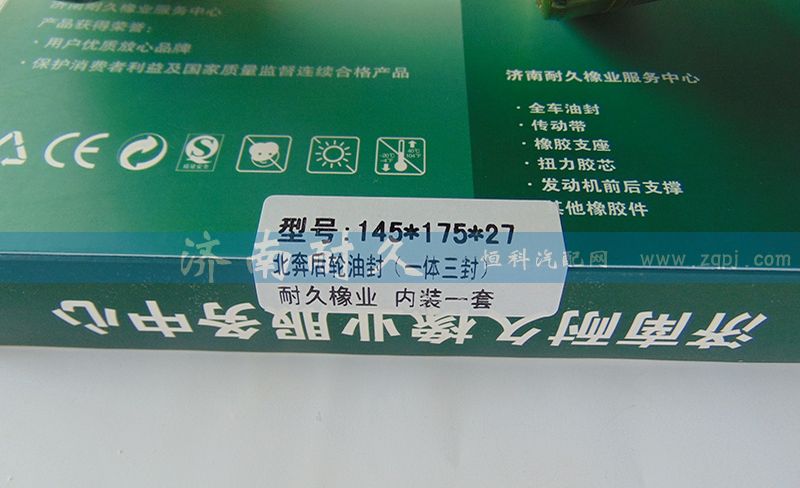 济南耐久橡业服务中心
产品获得荣誉：
·用户优质放心品牌
·保护消费者利益及国家质量监督连续合格产品
CE
-20℃
-4℉
40℃
104℉
济南耐久橡业服务中心
·全车油封
·传动带
·橡胶支座
·扭力胶芯
·发动机前后支撑
其他橡胶件
型号:145*175*27
北奔后轮油封（一体三封）
耐久橡业 内装一套
济南耐久
恒科汽配网 www.zqpj.com
济南耐久橡业服务中心